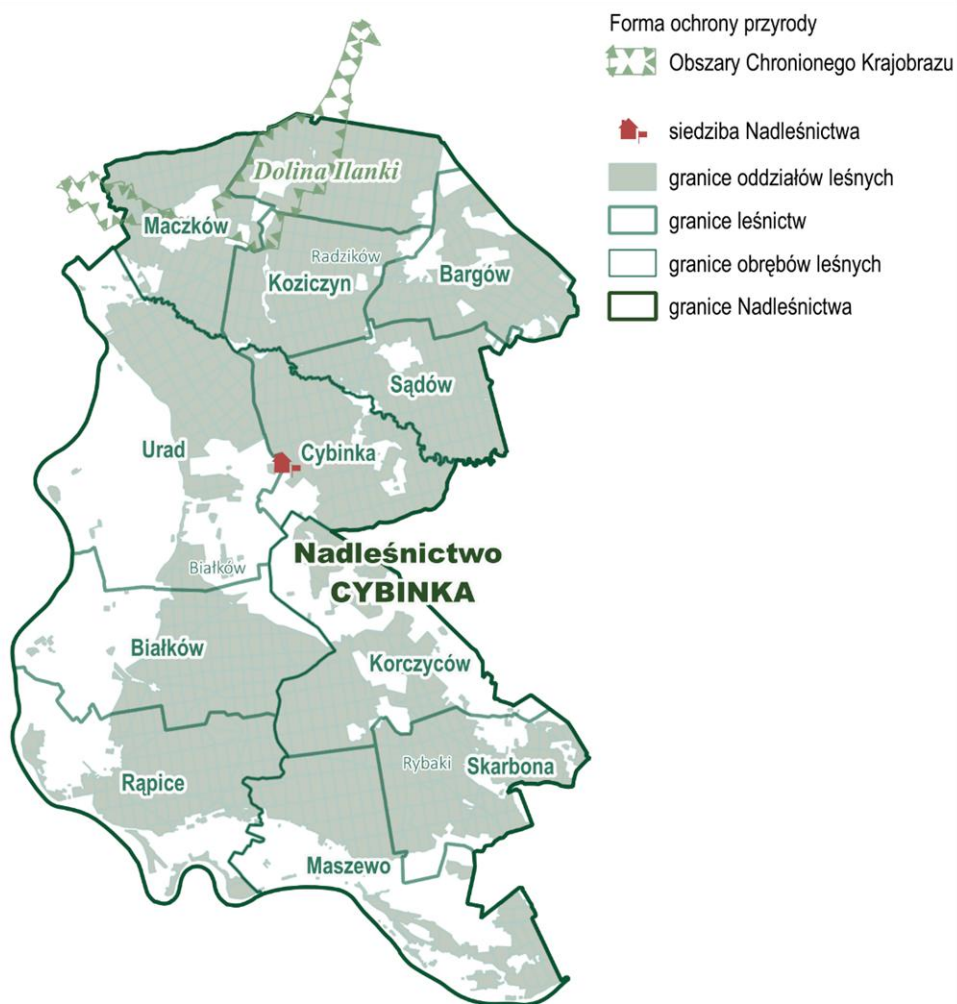 Forma ochrony przyrody
Obszary Chronionego Krajobrazu
siedziba Nadleśnictwa
granice oddziałów leśnych
granice leśnictw
granice obrębów leśnych
granice Nadleśnictwa
Dolina Ilanki
Maczków
Radzików
Koziczyn
Bargów
Sądów
Urad
Cybinka
Nadleśnictwo
CYBINKA
Białków
Białków
Korczyców
Rąpice
Rybaki
Skarbona
Maszewo